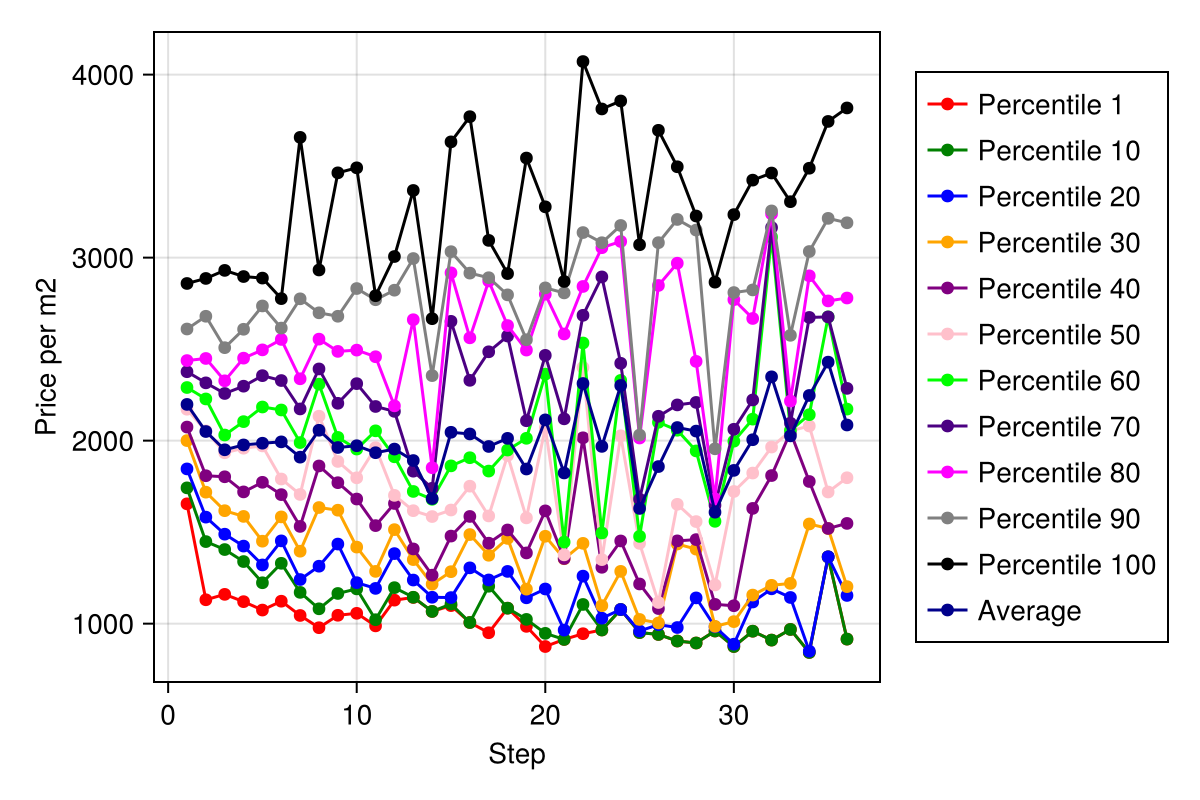 4000
3000
2000
1000
Price per m2
0
10
20
30
Step
Percentile 1
Percentile 10
Percentile 20
Percentile 30
Percentile 40
Percentile 50
Percentile 60
Percentile 70
Percentile 80
Percentile 90
Percentile 100
Average